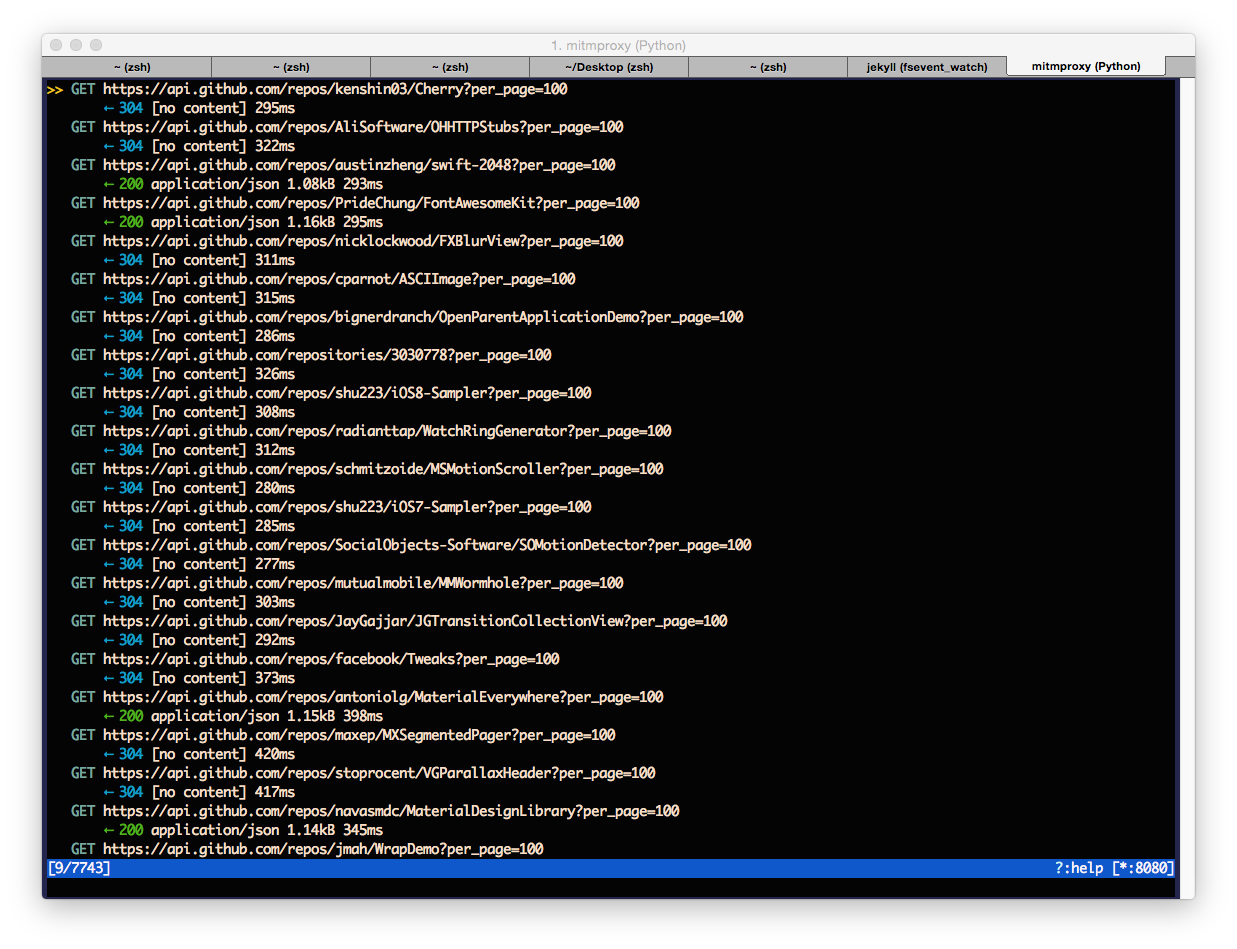 1. mitmproxy (Python)
~ (zsh) ~ (zsh) ~ (zsh) ~/Desktop (zsh) ~ (zsh) jekyll (fsevent_watch) mitmproxy (Python)
>> GET https://api.github.com/repos/kenshin03/Cherry?per_page=100
← 304 [no content] 295ms
GET https://api.github.com/repos/AliSoftware/OHHTTPStubs?per_page=100
← 304 [no content] 322ms
GET https://api.github.com/repos/austinzheng/swift-2048?per_page=100
← 200 application/json 1.08kB 293ms
GET https://api.github.com/repos/PrideChung/FontAwesomeKit?per_page=100
← 200 application/json 1.16kB 295ms
GET https://api.github.com/repos/nicklockwood/FXBlurView?per_page=100
← 304 [no content] 311ms
GET https://api.github.com/repos/cparnot/ASCIImage?per_page=100
← 304 [no content] 315ms
GET https://api.github.com/repos/bignerdranch/OpenParentApplicationDemo?per_page=100
← 304 [no content] 286ms
GET https://api.github.com/repositories/3030778?per_page=100
← 304 [no content] 326ms
GET https://api.github.com/repos/shu223/iOS8-Sampler?per_page=100
← 304 [no content] 308ms
GET https://api.github.com/repos/radianttap/WatchRingGenerator?per_page=100
← 304 [no content] 312ms
GET https://api.github.com/repos/schmitzoide/MSMotionScroller?per_page=100
← 304 [no content] 280ms
GET https://api.github.com/repos/shu223/iOS7-Sampler?per_page=100
← 304 [no content] 285ms
GET https://api.github.com/repos/SocialObjects-Software/SOMotionDetector?per_page=100
← 304 [no content] 277ms
GET https://api.github.com/repos/mutualmobile/MMWormhole?per_page=100
← 304 [no content] 303ms
GET https://api.github.com/repos/JayGajjar/JGTransitionCollectionView?per_page=100
← 304 [no content] 292ms
GET https://api.github.com/repos/facebook/Tweaks?per_page=100
← 304 [no content] 373ms
GET https://api.github.com/repos/antoniolg/MaterialEverywhere?per_page=100
← 200 application/json 1.15kB 398ms
GET https://api.github.com/repos/maxep/MXSegmentedPager?per_page=100
← 304 [no content] 420ms
GET https://api.github.com/repos/stoprocent/VGParallaxHeader?per_page=100
← 304 [no content] 417ms
GET https://api.github.com/repos/navasmdc/MaterialDesignLibrary?per_page=100
← 200 application/json 1.14kB 345ms
GET https://api.github.com/repos/jmah/WrapDemo?per_page=100
[9/7743] ?:help [*:8080]